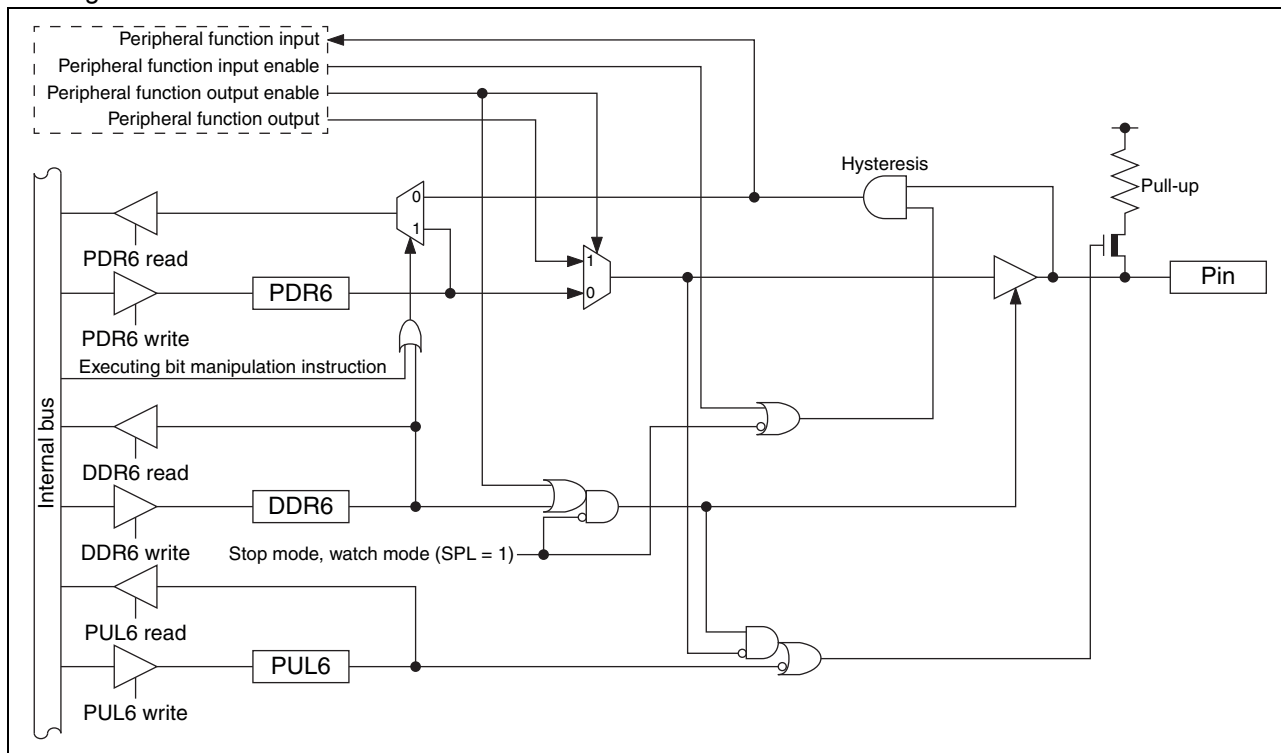 Peripheral function input
Peripheral function input enable
Peripheral function output enable
Peripheral function output
Hysteresis
Pull-up
0
1
PDR6 read
1
PDR6
0
Pin
PDR6 write
Executing bit manipulation instruction
Internal bus
DDR6 read
DDR6
DDR6 write
Stop mode, watch mode (SPL = 1)
PUL6 read
PUL6
PUL6 write